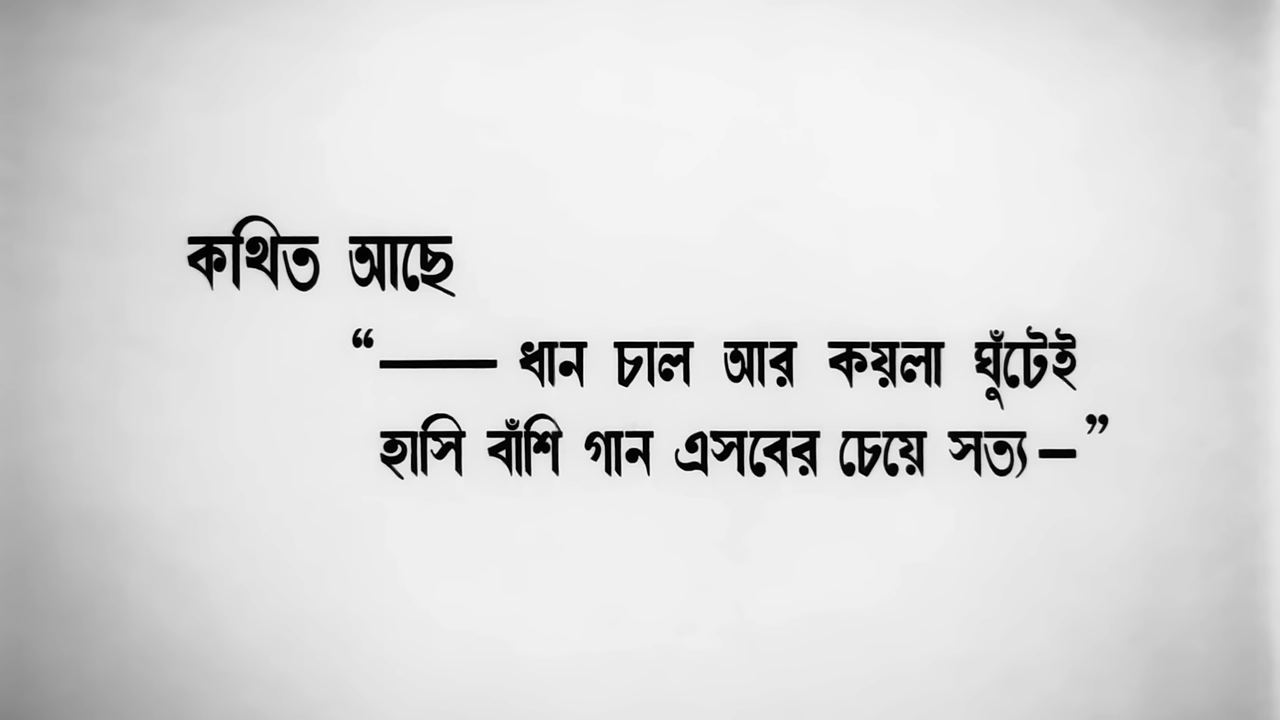 কথিত আছে
“—— ধান চাল আর কয়লা ঘুঁটেই
হাসি বাঁশি গান এসবের চেয়ে সত্য —”